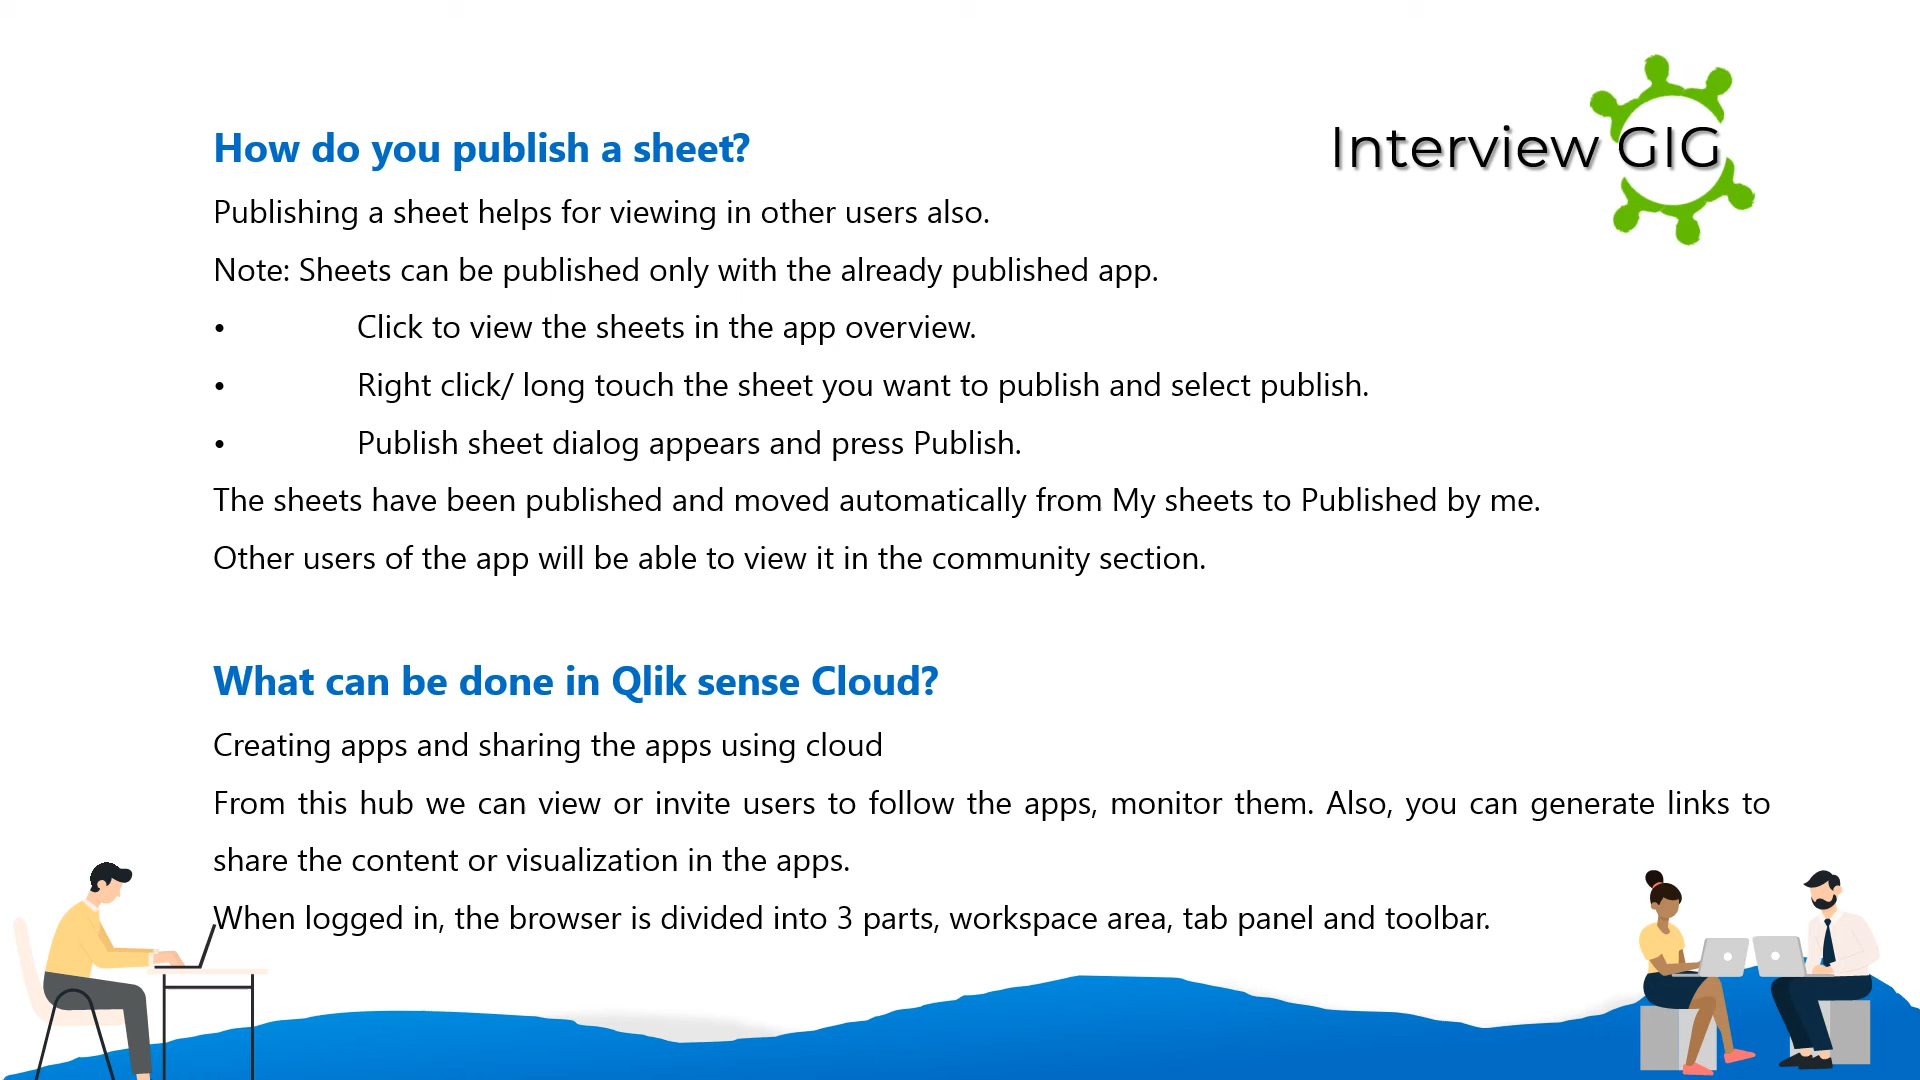 Interview GIG
How do you publish a sheet?
Publishing a sheet helps for viewing in other users also.
Note: Sheets can be published only with the already published app.
• Click to view the sheets in the app overview.
• Right click/ long touch the sheet you want to publish and select publish.
• Publish sheet dialog appears and press Publish.
The sheets have been published and moved automatically from My sheets to Published by me.
Other users of the app will be able to view it in the community section.
What can be done in Qlik sense Cloud?
Creating apps and sharing the apps using cloud
From this hub we can view or invite users to follow the apps, monitor them. Also, you can generate links to
share the content or visualization in the apps.
When logged in, the browser is divided into 3 parts, workspace area, tab panel and toolbar.